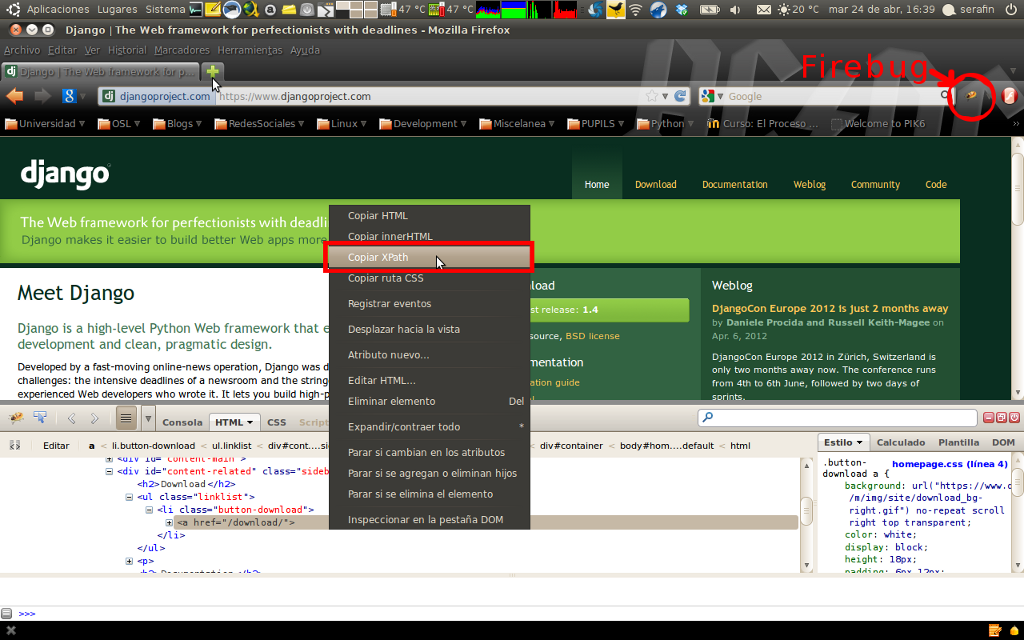 Aplicaciones Lugares Sistema 47 °C 47 °C 20 °C mar 24 de abr, 16:39 serafin
Django | The Web framework for perfectionists with deadlines - Mozilla Firefox
Archivo Editar Ver Historial Marcadores Herramientas Ayuda
dj Django | The Web framework for p...
Firebug
dj djangoproject.com https://www.djangoproject.com Google
Universidad OSL Blogs RedesSociales Linux Development Miscelanea PUPILS Python Curso: El Proceso ... Welcome to PIK6
django
Home Download Documentation Weblog Community Code
The Web framework for perfectionists with deadli
Django makes it easier to build better Web apps more
Copiar HTML
Copiar innerHTML
Copiar XPath
Copiar ruta CSS
Registrar eventos
Desplazar hacia la vista
Atributo nuevo...
Editar HTML...
Eliminar elemento Del
Expandir/contraer todo *
Parar si cambian en los atributos
Parar si se agregan o eliminan hijos
Parar si se elimina el elemento
Inspeccionar en la pestaña DOM
Meet Django
Django is a high-level Python Web framework that e
development and clean, pragmatic design.
Developed by a fast-moving online-news operation, Django was d
challenges: the intensive deadlines of a newsroom and the string
experienced Web developers who wrote it. It lets you build high-p
load
st release: 1.4
source, BSD license
mentation
ation guide
Weblog
DjangoCon Europe 2012 is just 2 months away
by Daniele Procida and Russell Keith-Magee on
Apr. 6, 2012
DjangoCon Europe 2012 in Zürich, Switzerland is
only two months away now. The conference runs
from 4th to 6th June, followed by two days of
sprints.
Consola HTML CSS Script
Editar a < li.button-download < ul.linklist < div#cont....si < div#container < body#hom....default < html
Estilo Calculado Plantilla DOM
<div id="content-main">
<div id="content-related" class="sideb
<h2>Download</h2>
<ul class="linklist">
<li class="button-download">
<a href="/download/">
</li>
</ul>
<p>
<h2>Documentation</h2>
.button- homepage.css (línea 4)
download a {
background: url("https://www.d
/m/img/site/download_bg-
right.gif") no-repeat scroll
right top transparent;
color: white;
display: block;
height: 18px;
padding: 6px 12px;
>>>